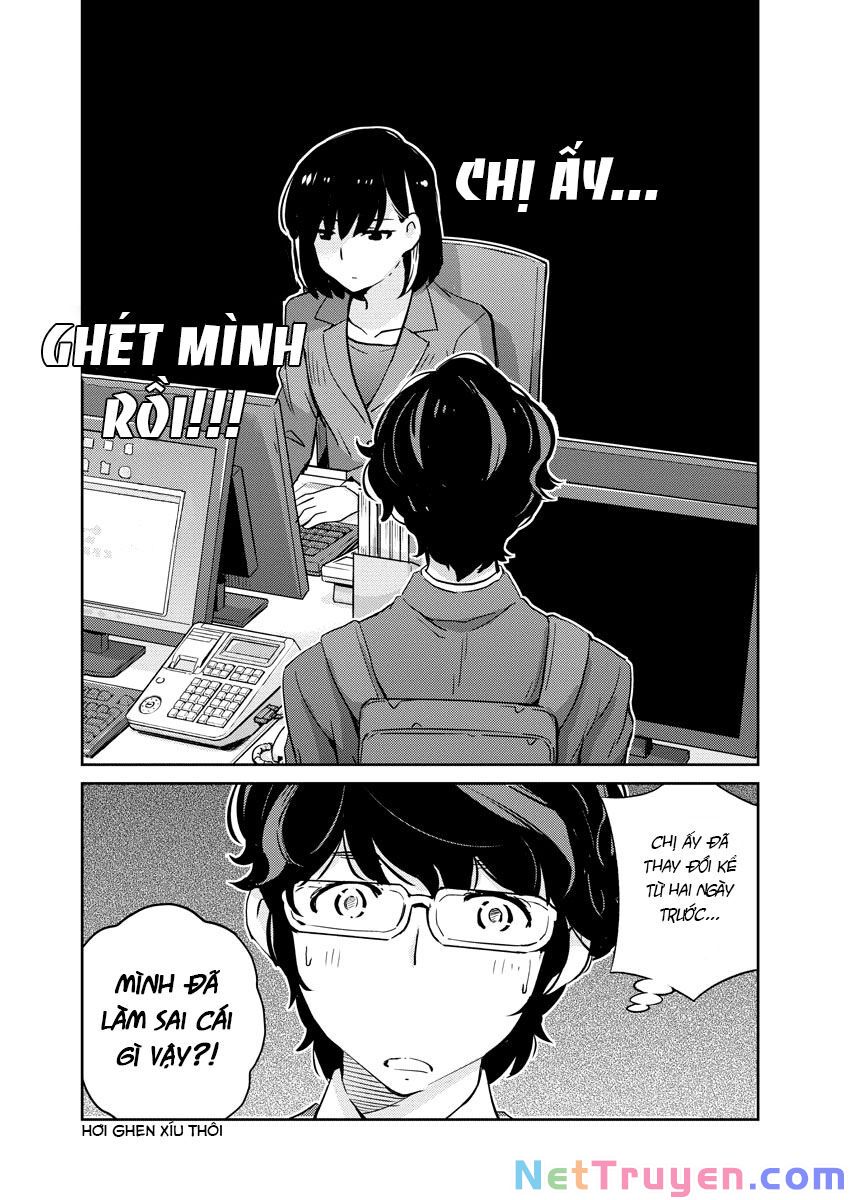 CHỊ ẤY...
GHÉT MÌNH
RỒI!!!
CHỊ ẤY ĐÃ
THAY ĐỔI KỂ
TỪ HAI NGÀY
TRƯỚC...
MÌNH ĐÃ
LÀM SAI CÁI
GÌ VẬY?!
HƠI GHEN XÍU THÔI
NetTruyen.com